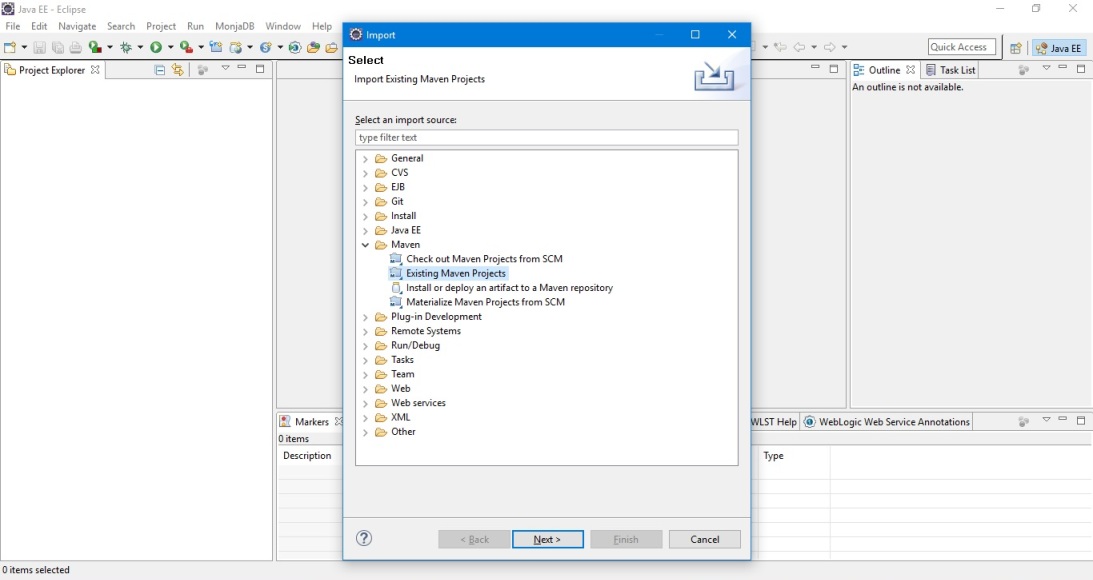 Java EE - Eclipse
File Edit Navigate Search Project Run MonjaDB Window Help
Quick Access
Java EE
Project Explorer
Import
Select
Import Existing Maven Projects
Select an import source:
type filter text
General
CVS
EJB
Git
Install
Java EE
Maven
Check out Maven Projects from SCM
Existing Maven Projects
Install or deploy an artifact to a Maven repository
Materialize Maven Projects from SCM
Plug-in Development
Remote Systems
Run/Debug
Tasks
Team
Web
Web services
XML
Other
< Back Next > Finish Cancel
Outline Task List
An outline is not available.
Markers
WLST Help WebLogic Web Service Annotations
0 items
Description Type
0 items selected